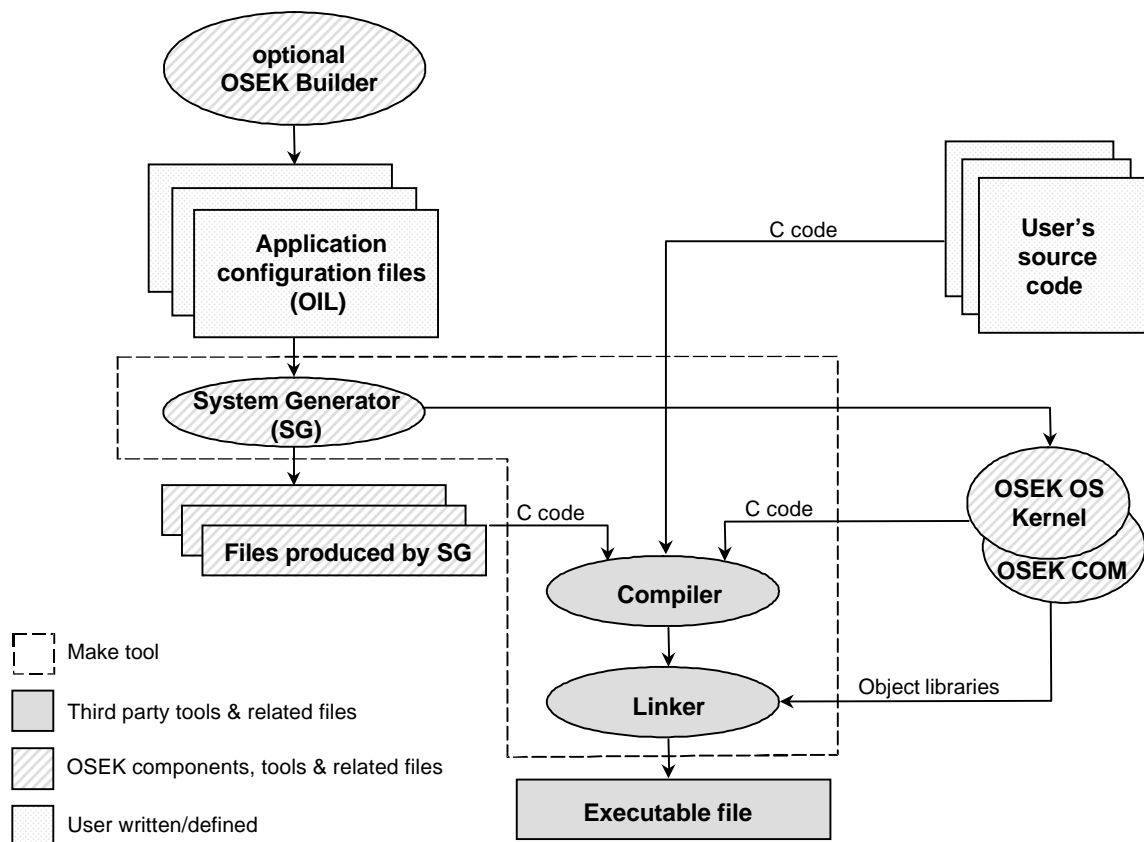 optional
OSEK Builder
Application
configuration files
(OIL)
C code
User's
source
code
System Generator
(SG)
OSEK OS
Kernel
OSEK COM
C code
C code
Files produced by SG
Compiler
Linker
Object libraries
Executable file
Make tool
Third party tools & related files
OSEK components, tools & related files
User written/defined